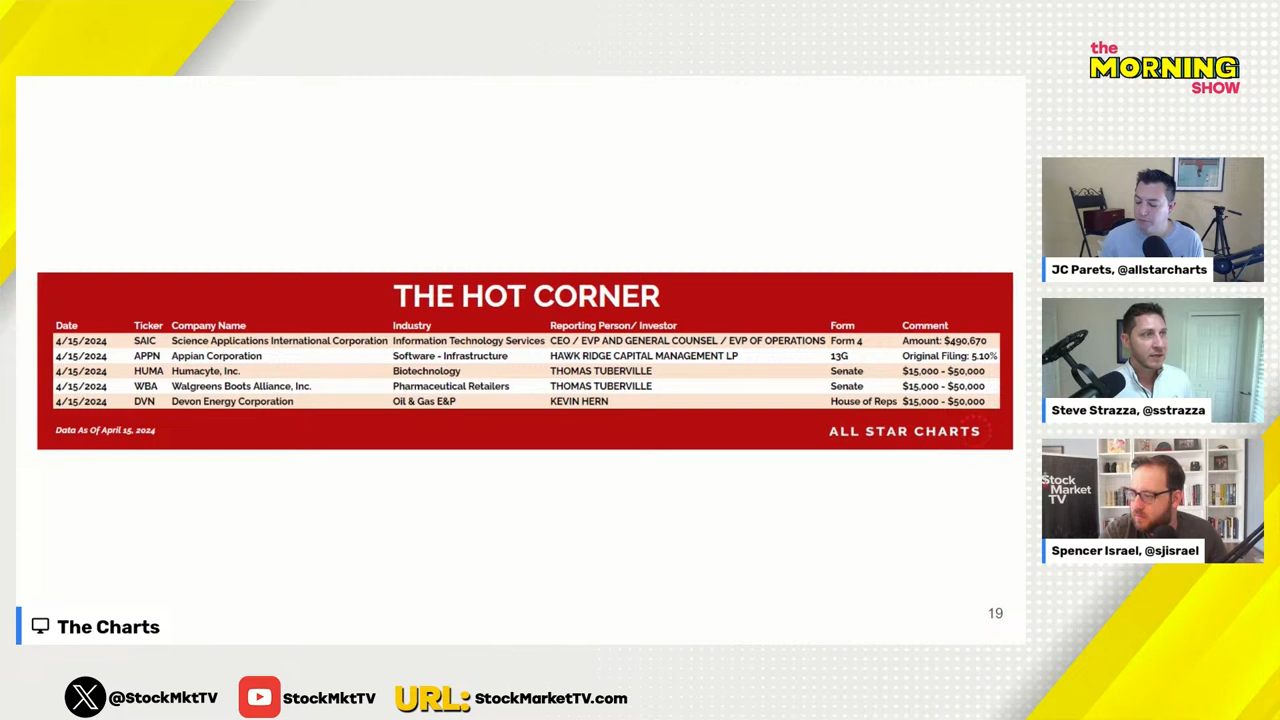 the
MORNING
SHOW
THE HOT CORNER
Date Ticker Company Name Industry Reporting Person/ Investor Form Comment
4/15/2024 SAIC Science Applications International Corporation Information Technology Services CEO / EVP AND GENERAL COUNSEL / EVP OF OPERATIONS Form 4 Amount: $490,670
4/15/2024 APPN Appian Corporation Software - Infrastructure HAWK RIDGE CAPITAL MANAGEMENT LP 13G Original Filing: 5.10%
4/15/2024 HUMA Humacyte, Inc. Biotechnology THOMAS TUBERVILLE Senate $15,000 - $50,000
4/15/2024 WBA Walgreens Boots Alliance, Inc. Pharmaceutical Retailers THOMAS TUBERVILLE Senate $15,000 - $50,000
4/15/2024 DVN Devon Energy Corporation Oil & Gas E&P KEVIN HERN House of Reps $15,000 - $50,000
Data As Of April 15, 2024
ALL STAR CHARTS
19
The Charts
JC Parets, @allstarcharts
Steve Strazza, @sstrazza
Stock
Market
TV
Spencer Israel, @sjisrael
@StockMktTV
StockMktTV
URL: StockMarketTV.com